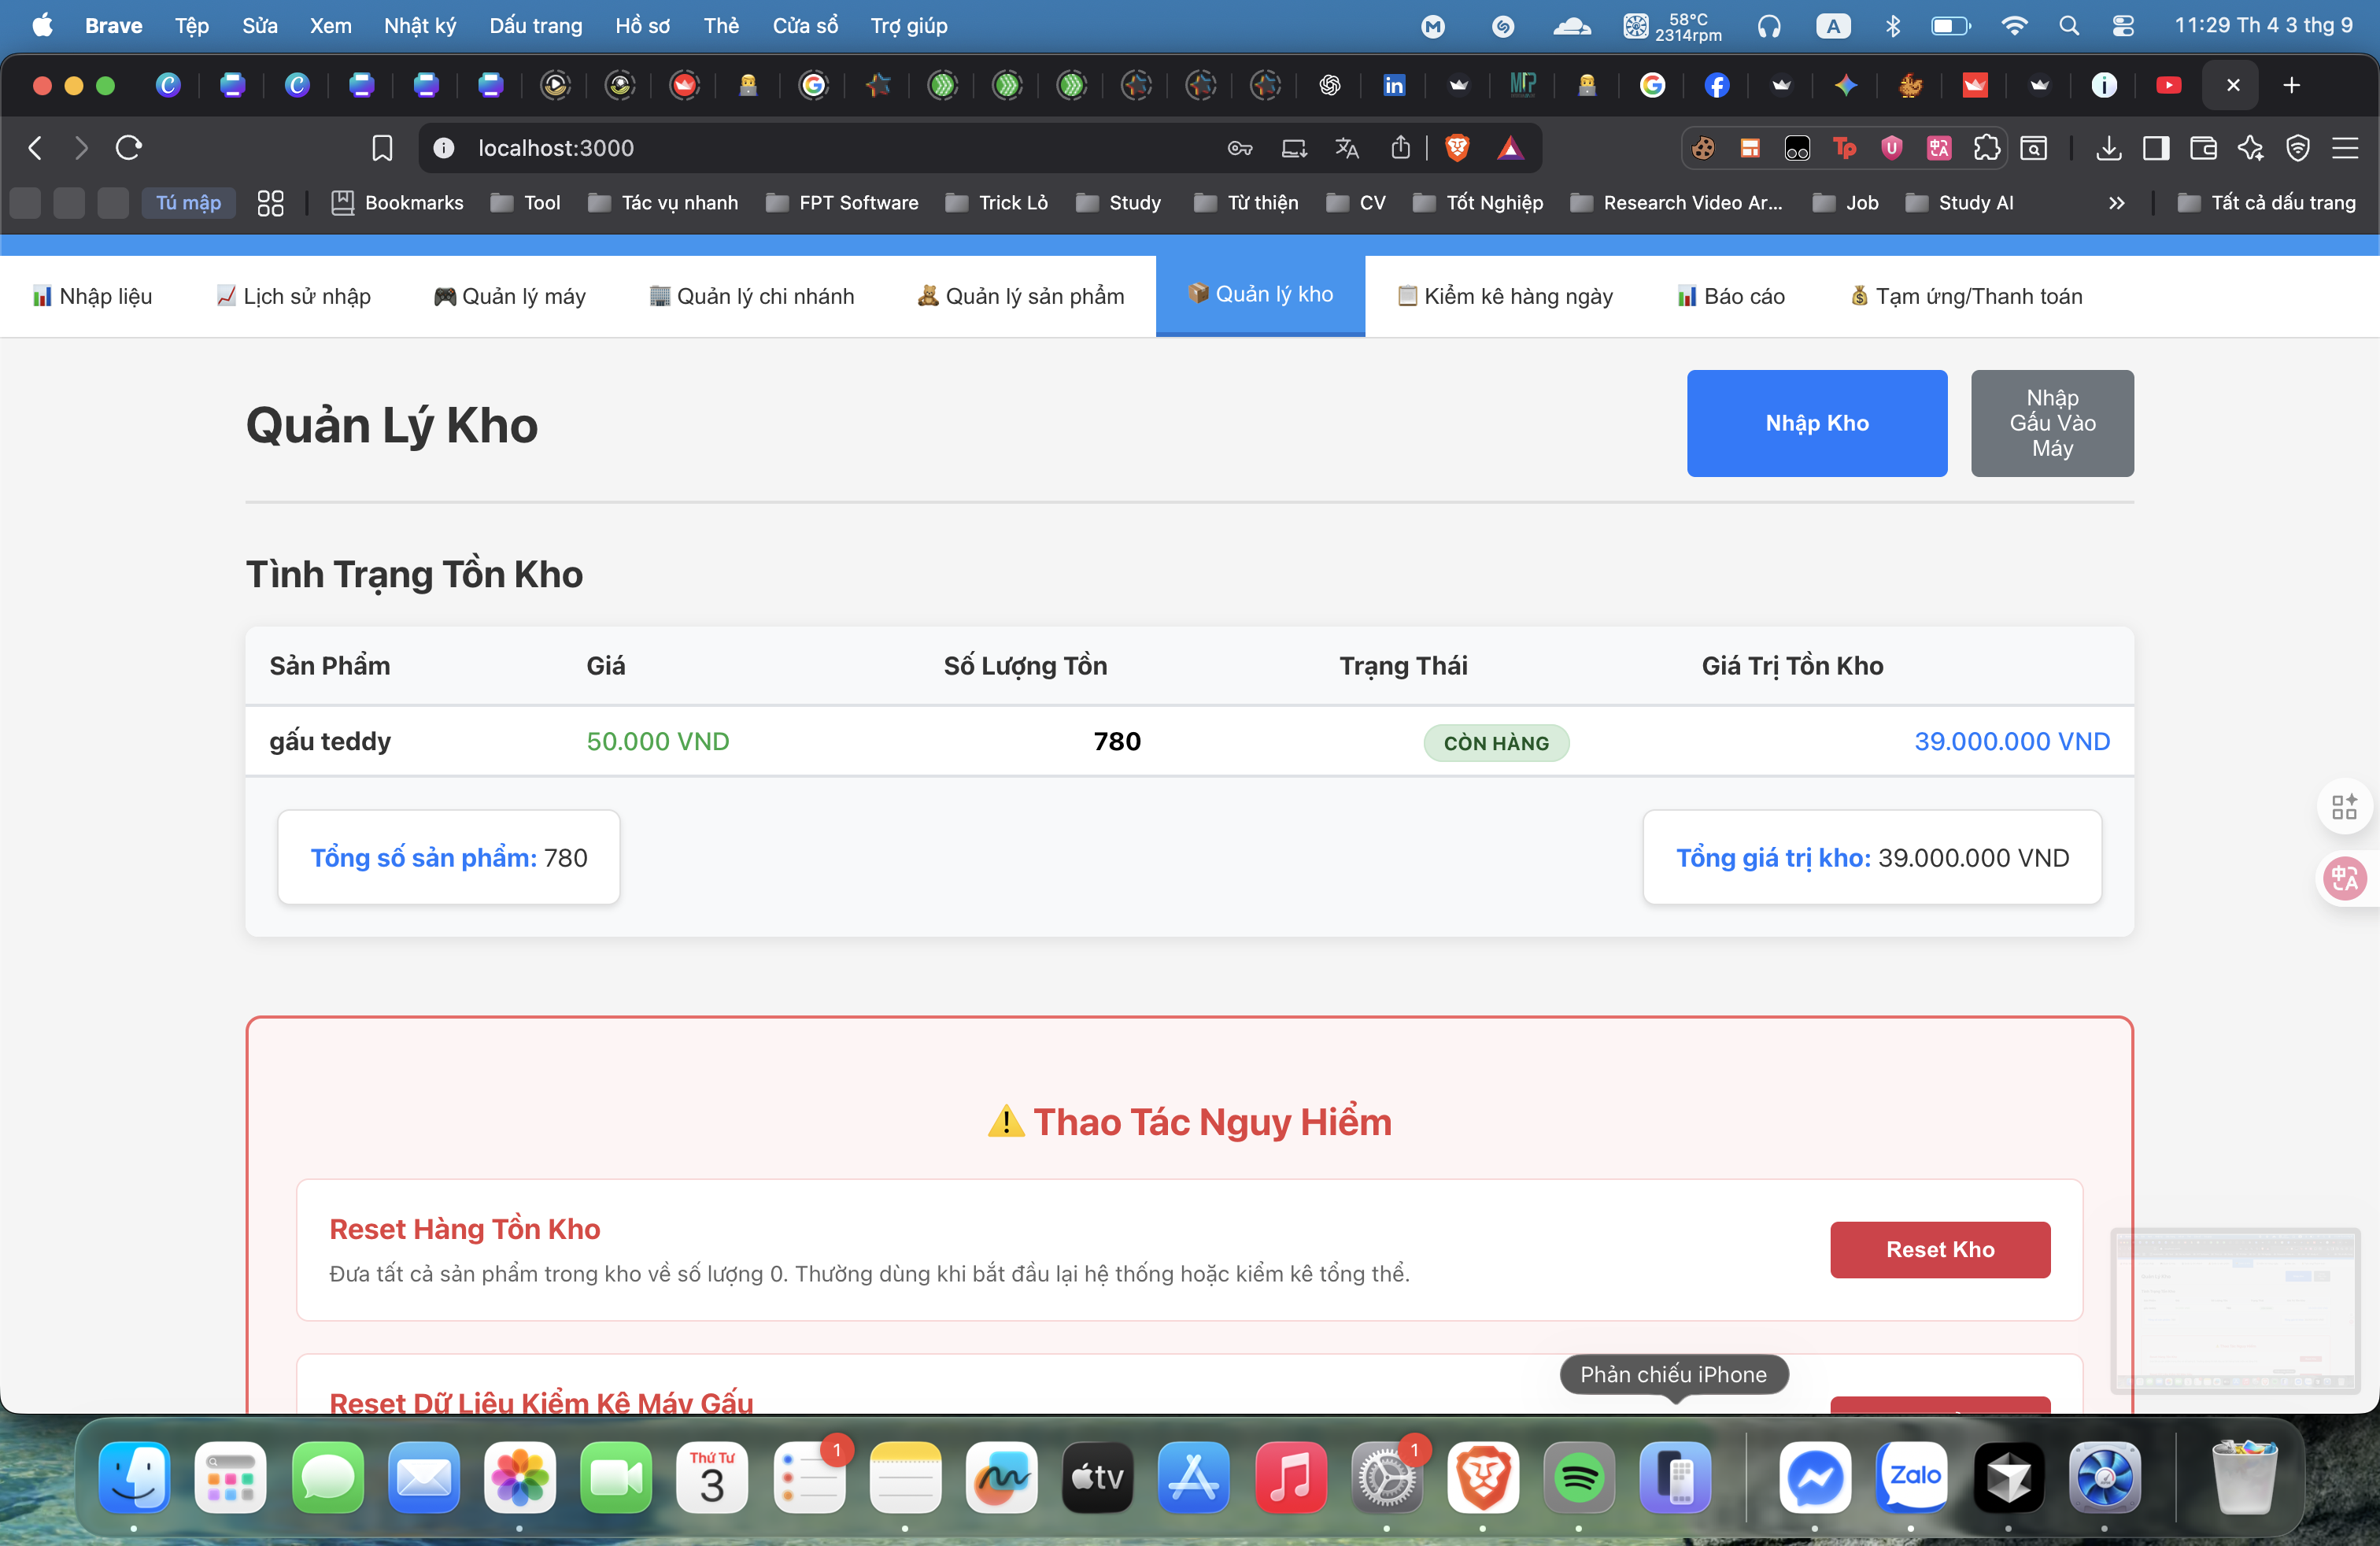 Brave Tệp Sửa Xem Nhật ký Dấu trang Hồ sơ Thẻ Cửa sổ Trợ giúp
58°C
2314rpm
A
11:29 Th 4 3 thg 9
localhost:3000
Tú mập
Bookmarks Tool Tác vụ nhanh FPT Software Trick Lỏ Study Từ thiện CV Tốt Nghiệp Research Video Ar... Job Study AI Tất cả dấu trang
Nhập liệu Lịch sử nhập Quản lý máy Quản lý chi nhánh Quản lý sản phẩm Quản lý kho Kiểm kê hàng ngày Báo cáo Tạm ứng/Thanh toán
Quản Lý Kho
Nhập Kho
Nhập
Gấu Vào
Máy
Tình Trạng Tồn Kho
Sản Phẩm Giá Số Lượng Tồn Trạng Thái Giá Trị Tồn Kho
gấu teddy 50.000 VND 780 CÒN HÀNG 39.000.000 VND
Tổng số sản phẩm: 780
Tổng giá trị kho: 39.000.000 VND
Thao Tác Nguy Hiểm
Reset Hàng Tồn Kho
Đưa tất cả sản phẩm trong kho về số lượng 0. Thường dùng khi bắt đầu lại hệ thống hoặc kiểm kê tổng thể.
Reset Kho
Reset Dữ Liệu Kiểm Kê Máy Gấu
Phản chiếu iPhone
Thứ Tư
3
1
tv
1
Zalo